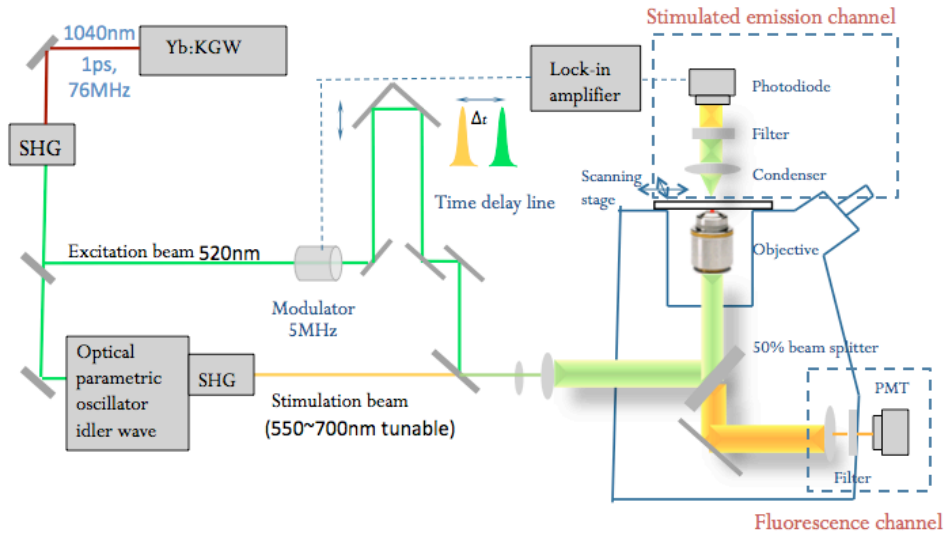 1040nm
1ps,
76MHz
Yb:KGW
SHG
Excitation beam 520nm
Modulator
5MHz
Optical
parametric
oscillator
idler wave
SHG
Stimulation beam
(550~700nm tunable)
Δt
Time delay line
Lock-in
amplifier
Stimulated emission channel
Photodiode
Filter
Condenser
Scanning
stage
Objective
50% beam splitter
PMT
Filter
Fluorescence channel